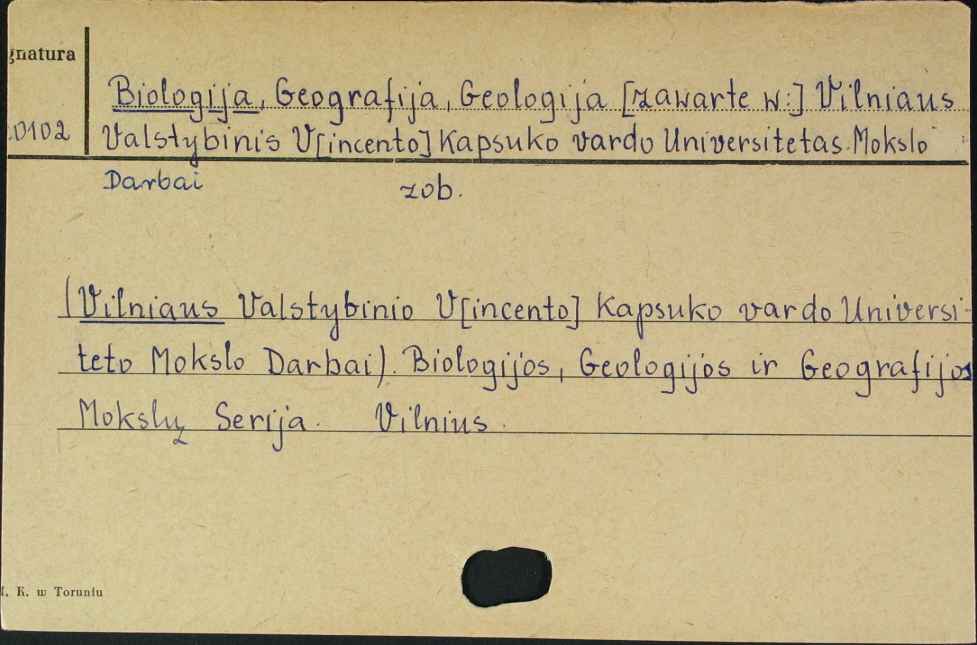 gnatura
Biologija, Geografija, Geologija [zawarte w:] Vilniaus
.0102 Valstybinis V[incento] Kapsuko vardo Universitetas. Mokslo
Darbai zob.
(Vilniaus Valstybinio V[incento] Kapsuko vardo Universi-
teto Mokslo Darbai). Biologijos, Geologijos ir Geografijos
Mokslų Serija. Vilnius.
. K. w Toruniu